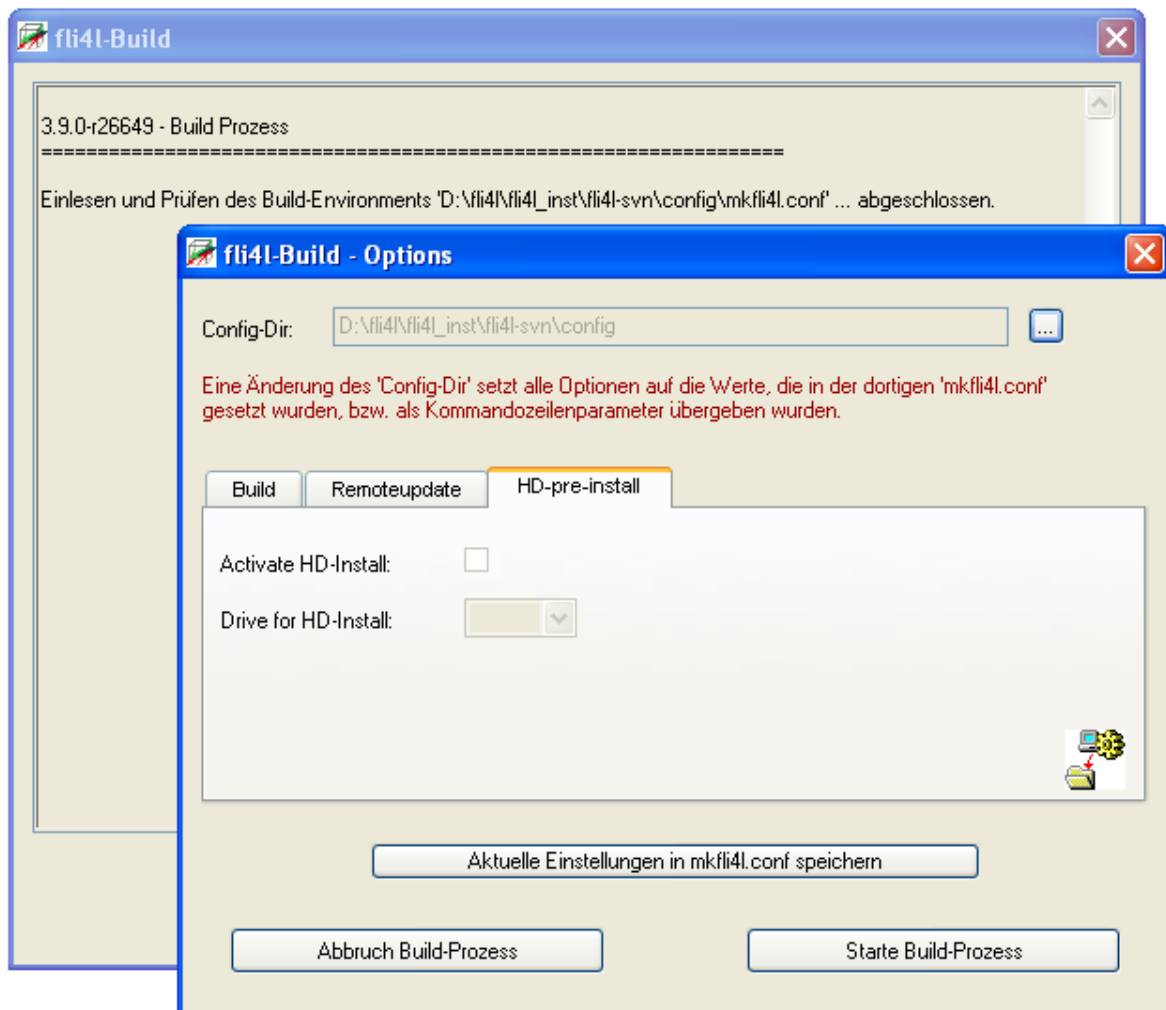 fli4l-Build
3.9.0-r26649 - Build Prozess
==================================================================
Einlesen und Prüfen des Build-Environments 'D:\fli4l\fli4l_inst\fli4l-svn\config\mkfli4l.conf' ... abgeschlossen.
fli4l-Build - Options
Config-Dir: D:\fli4l\fli4l_inst\fli4l-svn\config ...
Eine Änderung des 'Config-Dir' setzt alle Optionen auf die Werte, die in der dortigen 'mkfli4l.conf'
gesetzt wurden, bzw. als Kommandozeilenparameter übergeben wurden.
Build Remoteupdate HD-pre-install
Activate HD-Install:
Drive for HD-Install:
Aktuelle Einstellungen in mkfli4l.conf speichern
Abbruch Build-Prozess Starte Build-Prozess